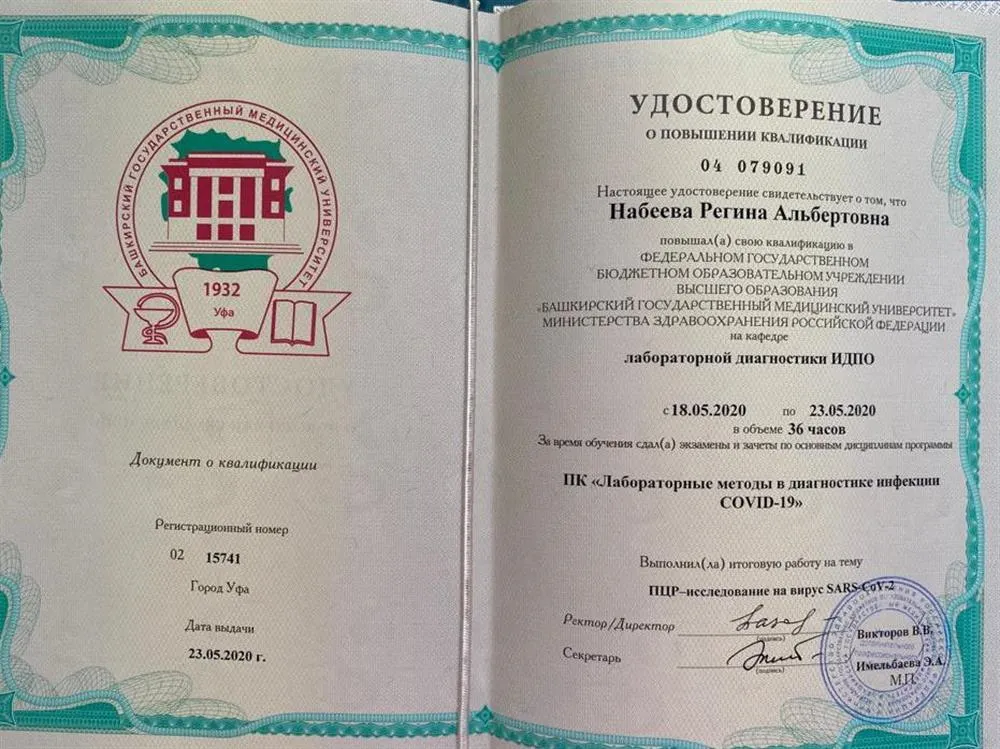 БАШКИРСКИЙ ГОСУДАРСТВЕННЫЙ МЕДИЦИНСКИЙ УНИВЕРСИТЕТ
1932
Уфа
Документ о квалификации
Регистрационный номер
02 15741
Город Уфа
Дата выдачи
23.05.2020 г.
УДОСТОВЕРЕНИЕ
О ПОВЫШЕНИИ КВАЛИФИКАЦИИ
04 079091
Настоящее удостоверение свидетельствует о том, что
Набеева Регина Альбертовна
повышал(а) свою квалификацию в
ФЕДЕРАЛЬНОМ ГОСУДАРСТВЕННОМ
БЮДЖЕТНОМ ОБРАЗОВАТЕЛЬНОМ УЧРЕЖДЕНИИ
ВЫСШЕГО ОБРАЗОВАНИЯ
«БАШКИРСКИЙ ГОСУДАРСТВЕННЫЙ МЕДИЦИНСКИЙ УНИВЕРСИТЕТ»
МИНИСТЕРСТВА ЗДРАВООХРАНЕНИЯ РОССИЙСКОЙ ФЕДЕРАЦИИ
на кафедре
лабораторной диагностики ИДПО
с 18.05.2020 по 23.05.2020
в объеме 36 часов
За время обучения сдал(а) экзамены и зачеты по основным дисциплинам программы
ПК «Лабораторные методы в диагностике инфекции
COVID-19»
Выполнил(ла) итоговую работу на тему
ПЦР–исследование на вирус SARS-CoV-2
Ректор/Директор
(подпись)
Викторов В.В.
Секретарь
(подпись)
Имельбаева Э.А.
М.П.